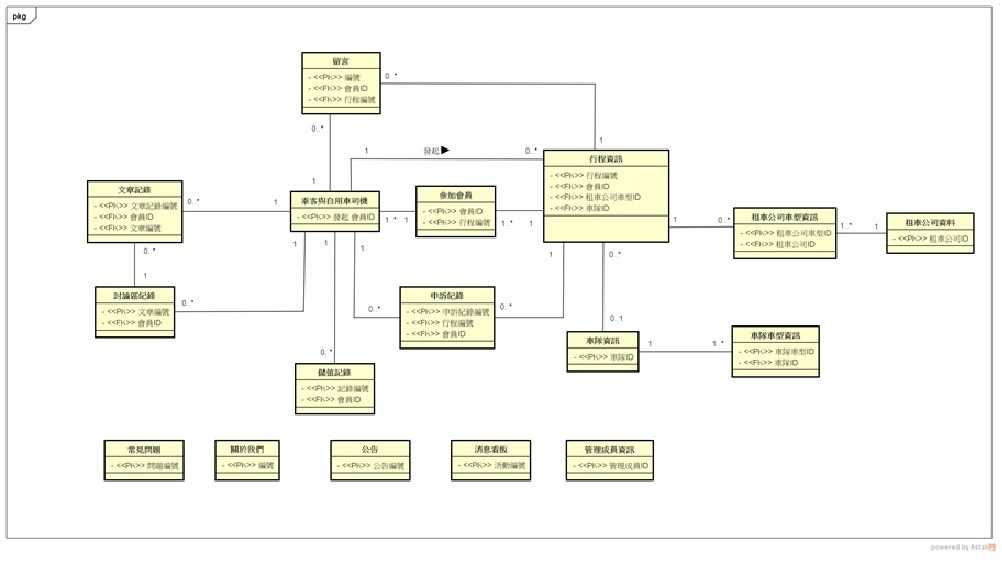 pkg
留言
- <<PK>> 編號
- <<FK>> 會員ID
- <<FK>> 行程編號
0..*
0..*
1
1
發起
0..*
1
行程資訊
- <<PK>> 行程編號
- <<FK>> 會員ID
- <<FK>> 租車公司車型ID
- <<FK>> 車隊ID
文章記錄
- <<PK>> 文章記錄編號
- <<FK>> 會員ID
- <<FK>> 文章編號
0..*
1
乘客與自用車司機
- <<PK>> 發起 會員ID
1..*
1
參加會員
- <<PK>> 會員ID
- <<PK>> 行程編號
1..*
1
1
0..*
租車公司車型資訊
- <<PK>> 租車公司車型ID
- <<FK>> 租車公司ID
1..*
1
租車公司資料
- <<PK>> 租車公司ID
0..*
1
討論區記錄
- <<PK>> 文章編號
- <<FK>> 會員ID
0..*
1
1
1
0..*
申訴記錄
- <<PK>> 申訴記錄編號
- <<FK>> 行程編號
- <<FK>> 會員ID
0..*
1
0..*
0..1
車隊資訊
- <<PK>> 車隊ID
1
1..*
車隊車型資訊
- <<PK>> 車隊車型ID
- <<FK>> 車隊ID
0..*
儲值記錄
- <<PK>> 記錄編號
- <<FK>> 會員ID
常見問題
- <<PK>> 問題編號
關於我們
- <<PK>> 編號
公告
- <<PK>> 公告編號
消息看板
- <<PK>> 活動編號
管理成員資訊
- <<PK>> 管理成員ID
powered by Astah